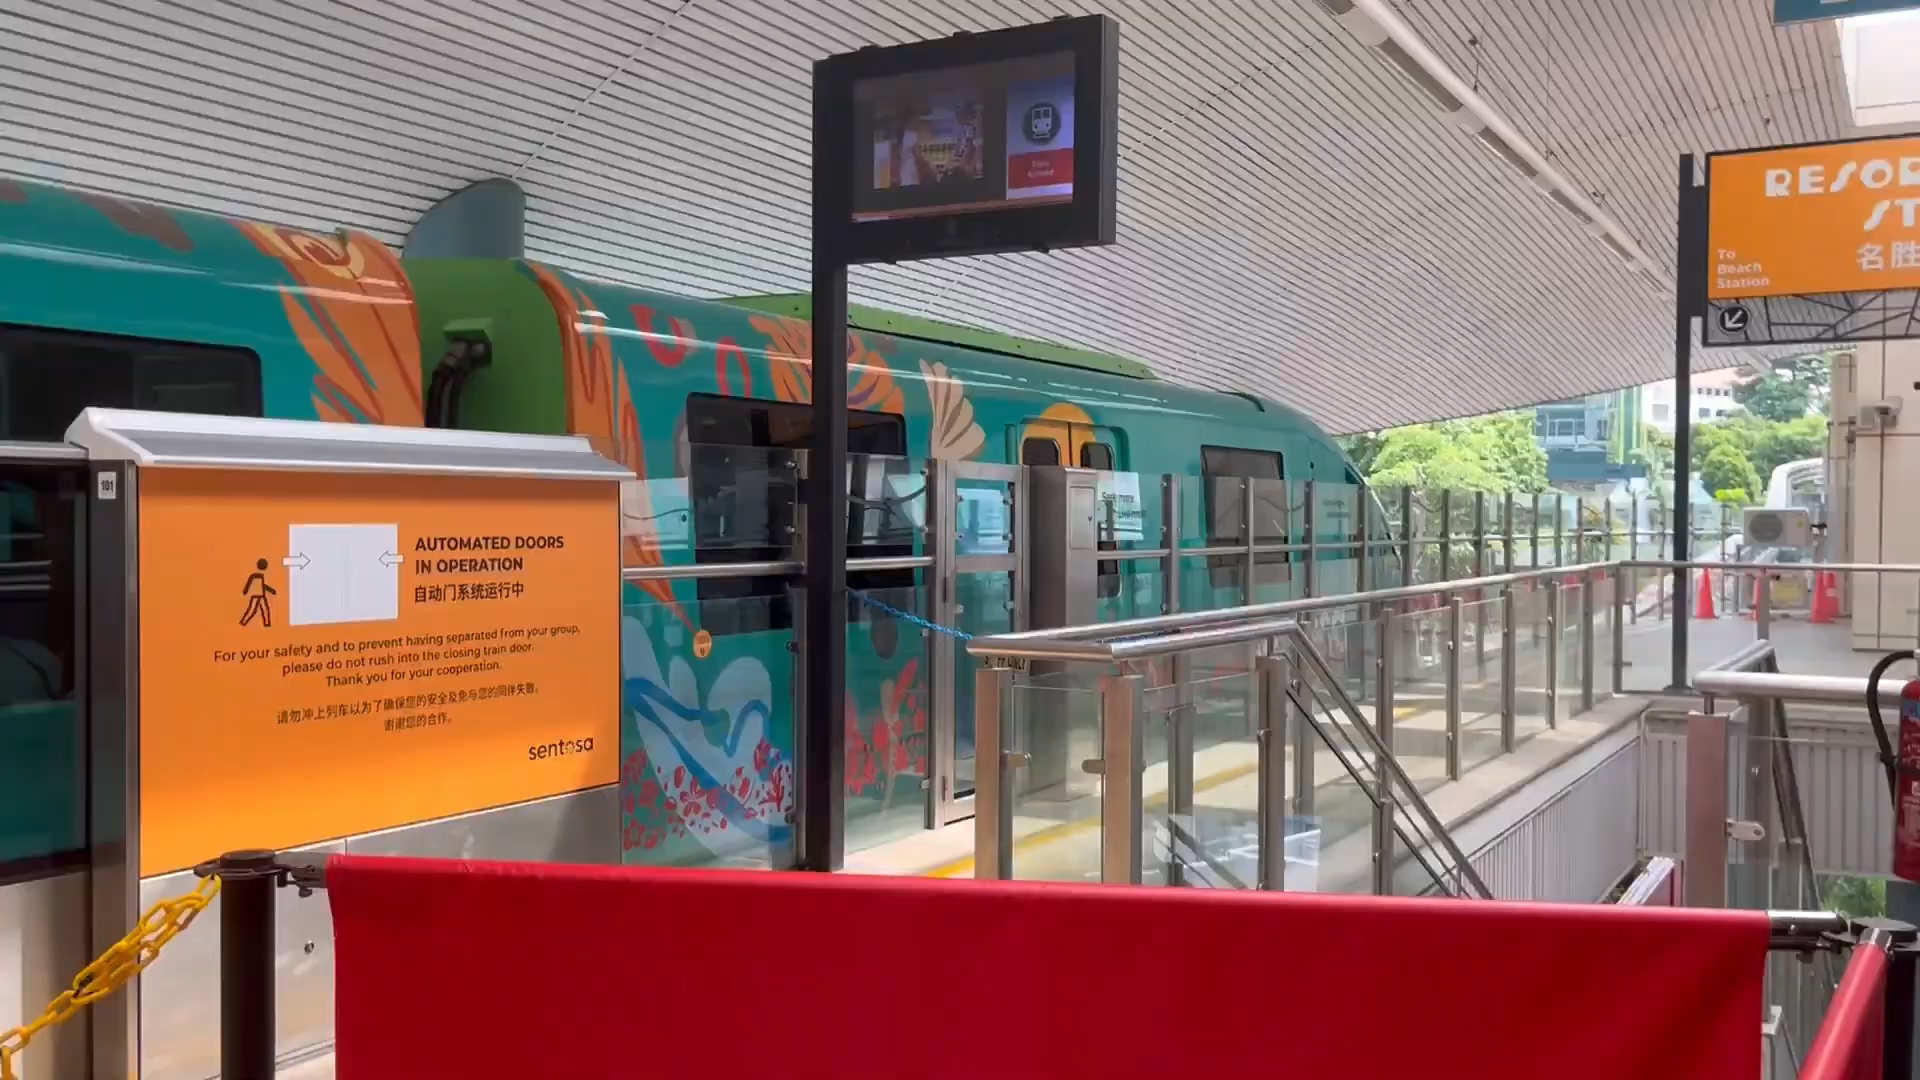 Train
Arrived
RESOR
ST
名胜
To
Beach
Station
101
AUTOMATED DOORS
IN OPERATION
自动门系统运行中
For your safety and to prevent having separated from your group,
please do not rush into the closing train door.
Thank you for your cooperation.
请勿冲上列车以为了确保您的安全及免与您的同伴失散。
谢谢您的合作。
sentosa